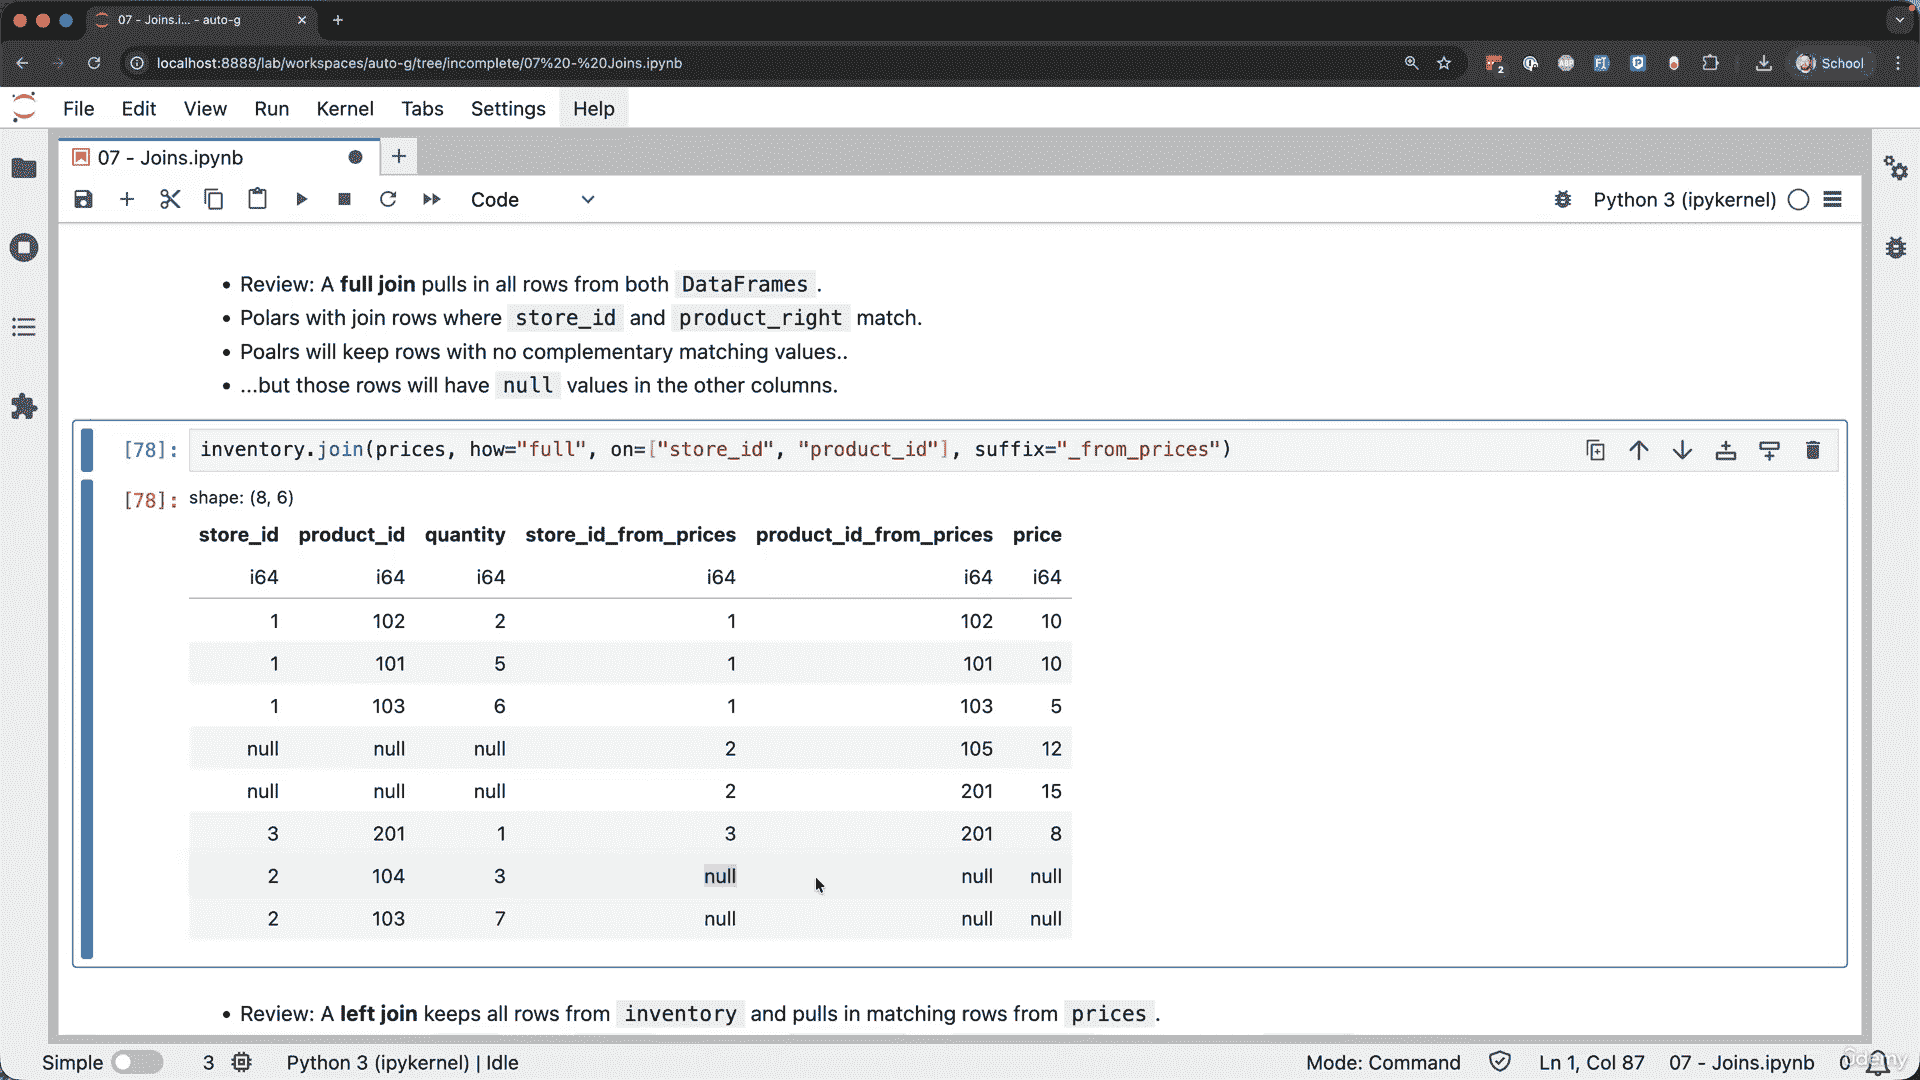 07 - Joins.i... - auto-g
localhost:8888/lab/workspaces/auto-g/tree/incomplete/07%20-%20Joins.ipynb
2
ABP
School
File Edit View Run Kernel Tabs Settings Help
07 - Joins.ipynb
Code
Python 3 (ipykernel)
• Review: A full join pulls in all rows from both DataFrames .
• Polars with join rows where store_id and product_right match.
• Poalrs will keep rows with no complementary matching values..
• ...but those rows will have null values in the other columns.
[78]: inventory.join(prices, how="full", on=["store_id", "product_id"], suffix="_from_prices")
[78]: shape: (8, 6)
store_id product_id quantity store_id_from_prices product_id_from_prices price
i64 i64 i64 i64 i64 i64
1 102 2 1 102 10
1 101 5 1 101 10
1 103 6 1 103 5
null null null 2 105 12
null null null 2 201 15
3 201 1 3 201 8
2 104 3 null null null
2 103 7 null null null
• Review: A left join keeps all rows from inventory and pulls in matching rows from prices .
Simple 3 Python 3 (ipykernel) | Idle Mode: Command Ln 1, Col 87 07 - Joins.ipynb 0
udemy